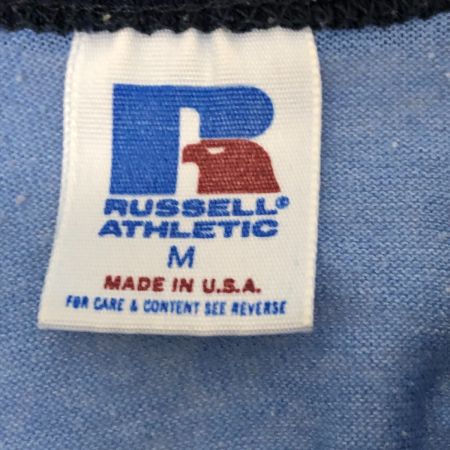 R
RUSSELL®
ATHLETIC
M
MADE IN U.S.A.
FOR CARE & CONTENT SEE REVERSE